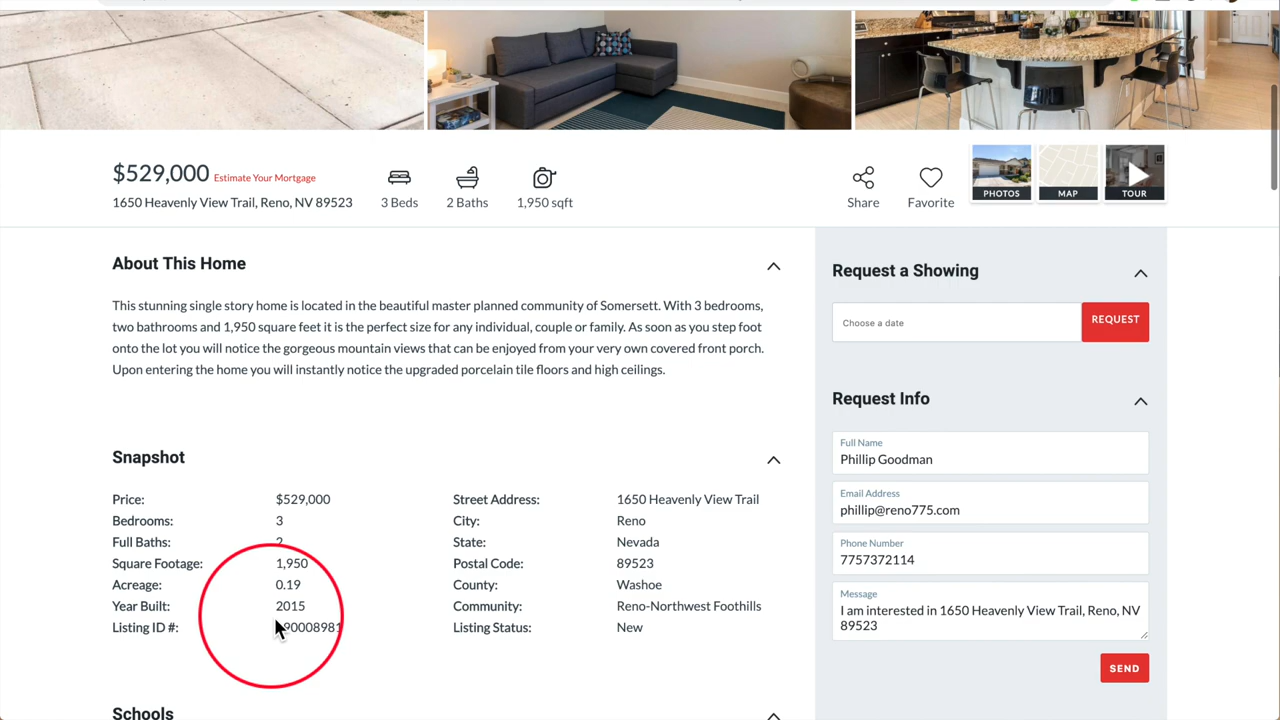 $529,000 Estimate Your Mortgage
1650 Heavenly View Trail, Reno, NV 89523
3 Beds
2 Baths
1,950 sqft
Share
Favorite
PHOTOS
MAP
TOUR
About This Home
This stunning single story home is located in the beautiful master planned community of Somersett. With 3 bedrooms,
two bathrooms and 1,950 square feet it is the perfect size for any individual, couple or family. As soon as you step foot
onto the lot you will notice the gorgeous mountain views that can be enjoyed from your very own covered front porch.
Upon entering the home you will instantly notice the upgraded porcelain tile floors and high ceilings.
Snapshot
Price: $529,000
Bedrooms: 3
Full Baths: 2
Square Footage: 1,950
Acreage: 0.19
Year Built: 2015
Listing ID #:
Street Address: 1650 Heavenly View Trail
City: Reno
State: Nevada
Postal Code: 89523
County: Washoe
Community: Reno-Northwest Foothills
Listing Status: New
Schools
Request a Showing
Choose a date
REQUEST
Request Info
Full Name
Phillip Goodman
Email Address
phillip@reno775.com
Phone Number
7757372114
Message
I am interested in 1650 Heavenly View Trail, Reno, NV
89523
SEND